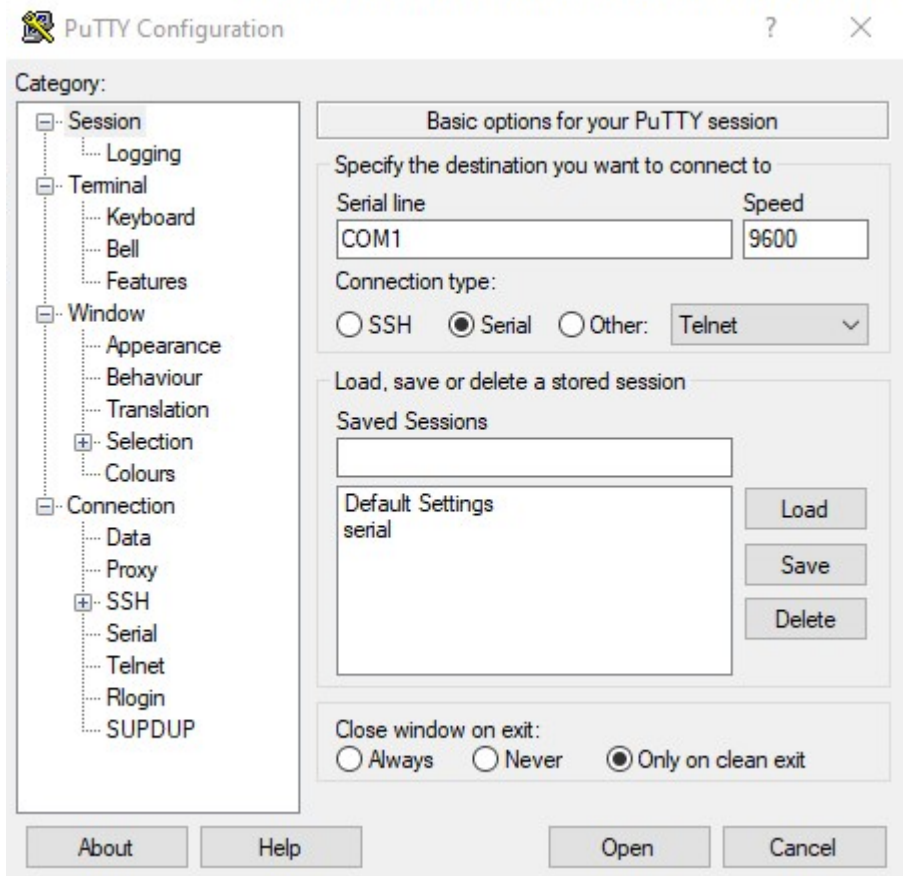 PuTTY Configuration ?
Category:
Session
Logging
Terminal
Keyboard
Bell
Features
Window
Appearance
Behaviour
Translation
Selection
Colours
Connection
Data
Proxy
SSH
Serial
Telnet
Rlogin
SUPDUP
Basic options for your PuTTY session
Specify the destination you want to connect to
Serial line Speed
COM1 9600
Connection type:
SSH Serial Other: Telnet
Load, save or delete a stored session
Saved Sessions
Default Settings
serial
Load
Save
Delete
Close window on exit:
Always Never Only on clean exit
About Help Open Cancel